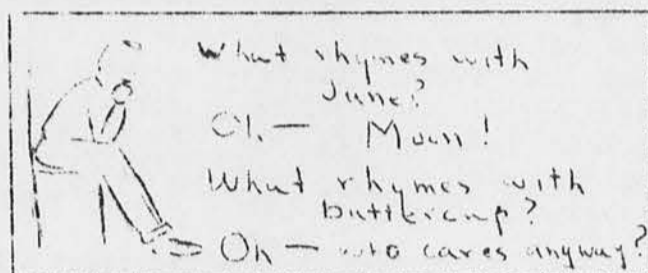 What rhymes with
June?
Oh — Moon!
What rhymes with
buttercup?
Oh — who cares anyway?